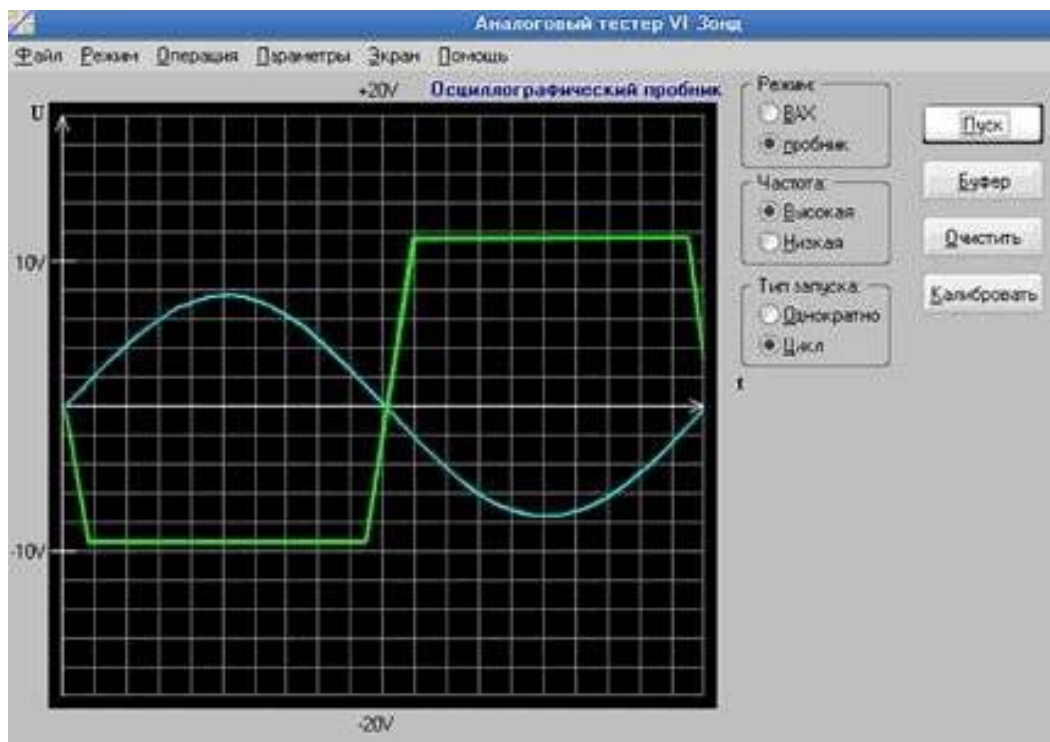 Аналоговый тестер VI Зонд
Файл Режим Операция Параметры Экран Помошь
+20V Осциллографический пробник
U
10V
-10V
-20V
t
Режим:
ВАХ
пробник
Частота:
Высокая
Низкая
Тип запуска:
Однократно
Цикл
Пуск
Буфер
Очистить
Калибровать